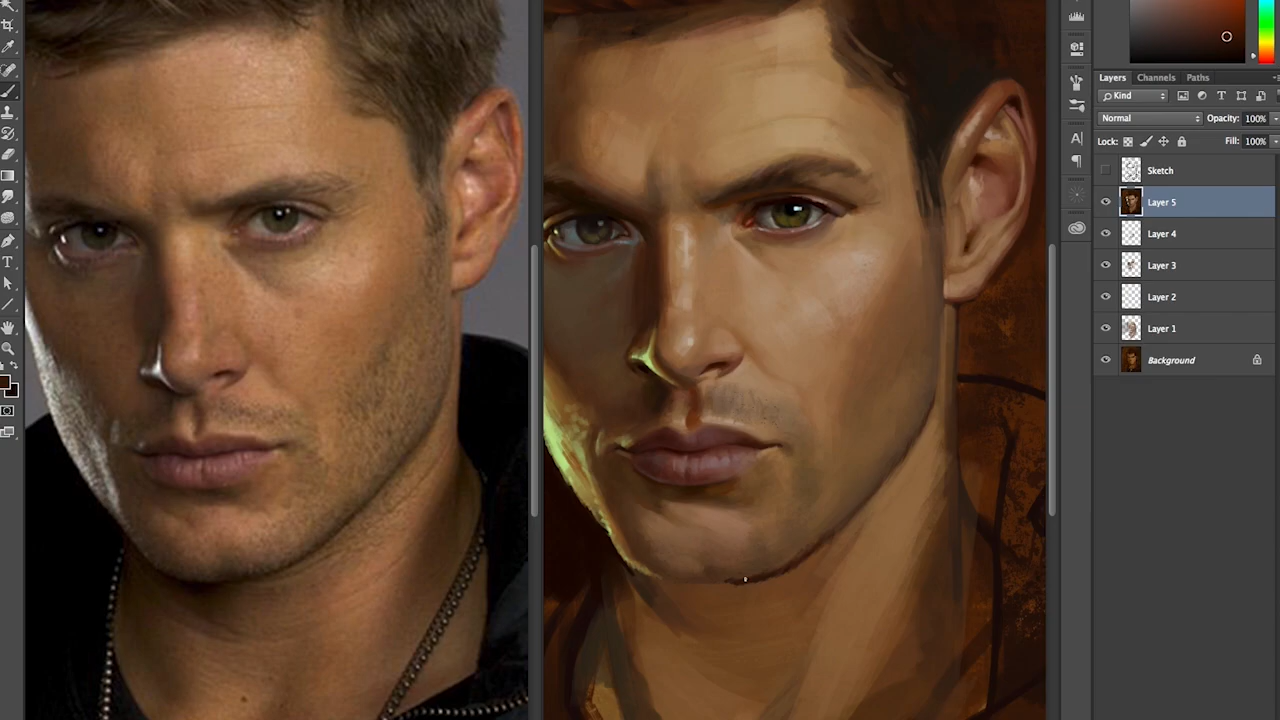 Layers Channels Paths
Kind
Normal Opacity: 100%
Lock: Fill: 100%
Sketch
Layer 5
Layer 4
Layer 3
Layer 2
Layer 1
Background